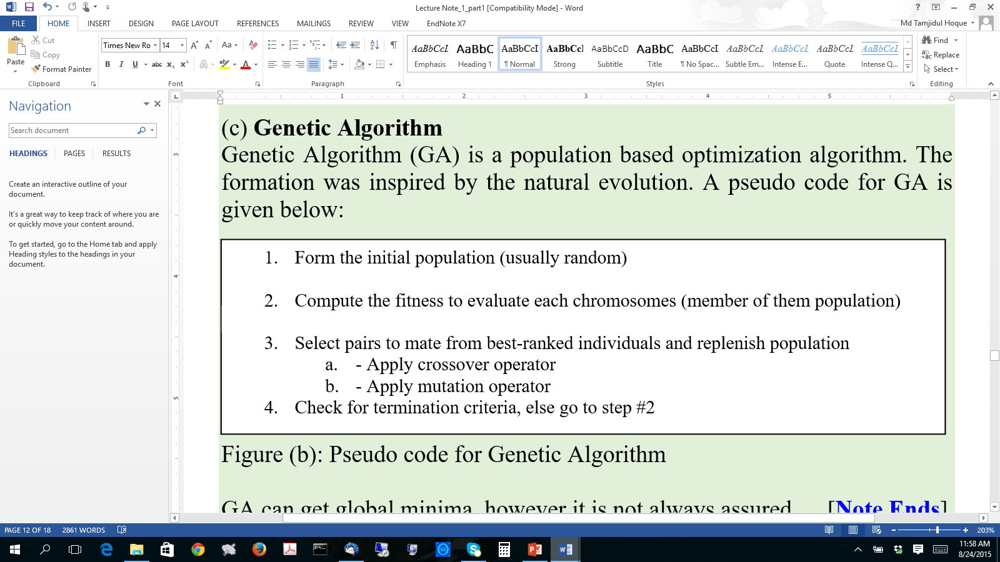 Lecture Note_1_part1 [Compatibility Mode] - Word
FILE HOME INSERT DESIGN PAGE LAYOUT REFERENCES MAILINGS REVIEW VIEW EndNote X7 Md Tamjidul Hoque
Paste
Cut
Copy
Format Painter
Clipboard
Times New Ro 14
Font
Paragraph
AaBbCcI AaBbC AaBbCcI AaBbCcI AaBbCcD AaBbC AaBbCcI AaBbCcI AaBbCcI AaBbCcI AaBbCcI
Emphasis Heading 1 ¶ Normal Strong Subtitle Title ¶ No Spac... Subtle Em... Intense E... Quote Intense Q...
Styles
Find
Replace
Select
Editing
Navigation
Search document
HEADINGS PAGES RESULTS
Create an interactive outline of your
document.
It's a great way to keep track of where you are
or quickly move your content around.
To get started, go to the Home tab and apply
Heading styles to the headings in your
document.
1 2 3 4 5
3
4
5
(c) Genetic Algorithm
Genetic Algorithm (GA) is a population based optimization algorithm. The
formation was inspired by the natural evolution. A pseudo code for GA is
given below:
1. Form the initial population (usually random)
2. Compute the fitness to evaluate each chromosomes (member of them population)
3. Select pairs to mate from best-ranked individuals and replenish population
a. - Apply crossover operator
b. - Apply mutation operator
4. Check for termination criteria, else go to step #2
Figure (b): Pseudo code for Genetic Algorithm
GA can get global minima, however it is not always assured. [Note Ends]
PAGE 12 OF 18 2861 WORDS 203%
11:58 AM
8/24/2015